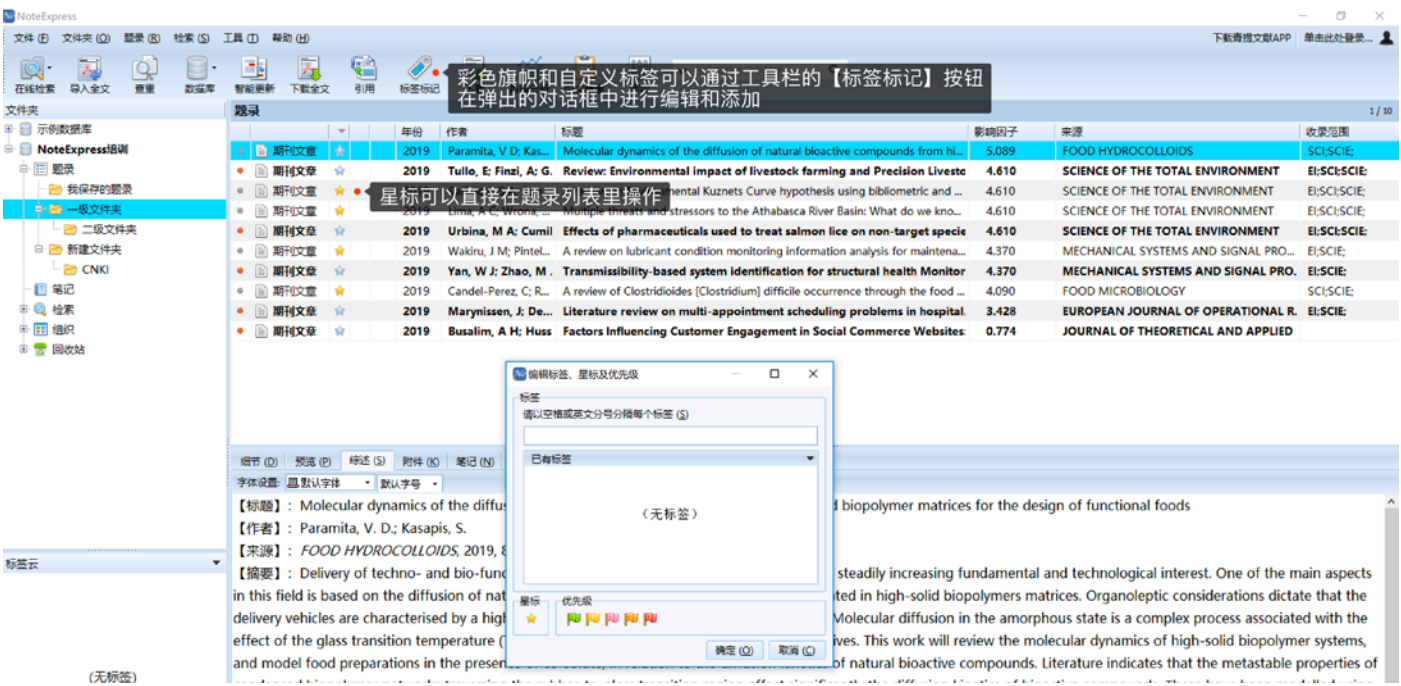 NoteExpress
文件 (F) 文件夹 (O) 题录 (R) 检索 (S) 工具 (T) 帮助 (H) 下载青提文献APP 单击此处登录...
在线检索 导入全文 查重 数据库 智能更新 下载全文 引用 标签标记
彩色旗帜和自定义标签可以通过工具栏的【标签标记】按钮
在弹出的对话框中进行编辑和添加
文件夹 题录 1 / 10
示例数据库
NoteExpress培训
题录
我保存的题录
一级文件夹
二级文件夹
新建文件夹
CNKI
笔记
检索
组织
回收站
年份 作者 标题 影响因子 来源 收录范围
期刊文章 2019 Paramita, V D; Kas... Molecular dynamics of the diffusion of natural bioactive compounds from hi... 5.089 FOOD HYDROCOLLOIDS SCI;SCIE;
期刊文章 2019 Tullo, E; Finzi, A; G. Review: Environmental impact of livestock farming and Precision Livesto 4.610 SCIENCE OF THE TOTAL ENVIRONMENT EI;SCI;SCIE;
期刊文章 星标可以直接在题录列表里操作 mental Kuznets Curve hypothesis using bibliometric and ... 4.610 SCIENCE OF THE TOTAL ENVIRONMENT EI;SCI;SCIE;
期刊文章 2019 Lima, A C; Wrona, ... Multiple threats and stressors to the Athabasca River Basin: What do we kno... 4.610 SCIENCE OF THE TOTAL ENVIRONMENT EI;SCI;SCIE;
期刊文章 2019 Urbina, M A; Cumil Effects of pharmaceuticals used to treat salmon lice on non-target specie 4.610 SCIENCE OF THE TOTAL ENVIRONMENT EI;SCI;SCIE;
期刊文章 2019 Wakiru, J M; Pintel... A review on lubricant condition monitoring information analysis for maintena... 4.370 MECHANICAL SYSTEMS AND SIGNAL PRO... EI;SCIE;
期刊文章 2019 Yan, W J; Zhao, M . Transmissibility-based system identification for structural health Monitor 4.370 MECHANICAL SYSTEMS AND SIGNAL PRO. EI;SCIE;
期刊文章 2019 Candel-Perez, C; R... A review of Clostridioides [Clostridium] difficile occurrence through the food ... 4.090 FOOD MICROBIOLOGY SCI;SCIE;
期刊文章 2019 Marynissen, J; De... Literature review on multi-appointment scheduling problems in hospital. 3.428 EUROPEAN JOURNAL OF OPERATIONAL R. EI;SCIE;
期刊文章 2019 Busalim, A H; Huss Factors Influencing Customer Engagement in Social Commerce Websites: 0.774 JOURNAL OF THEORETICAL AND APPLIED
编辑标签、星标及优先级
标签
请以空格或英文分号分隔每个标签 (S)
已有标签
（无标签）
星标 优先级
确定 (O) 取消 (C)
细节 (D) 预览 (P) 综述 (S) 附件 (K) 笔记 (N)
字体设置: 默认字体 默认字号
【标题】: Molecular dynamics of the diffus biopolymer matrices for the design of functional foods
【作者】: Paramita, V. D.; Kasapis, S.
【来源】: FOOD HYDROCOLLOIDS, 2019, 8
【摘要】: Delivery of techno- and bio-func steadily increasing fundamental and technological interest. One of the main aspects
in this field is based on the diffusion of nat ted in high-solid biopolymers matrices. Organoleptic considerations dictate that the
delivery vehicles are characterised by a high Molecular diffusion in the amorphous state is a complex process associated with the
effect of the glass transition temperature ( ives. This work will review the molecular dynamics of high-solid biopolymer systems,
and model food preparations in the presen of natural bioactive compounds. Literature indicates that the metastable properties of
标签云
(无标签)